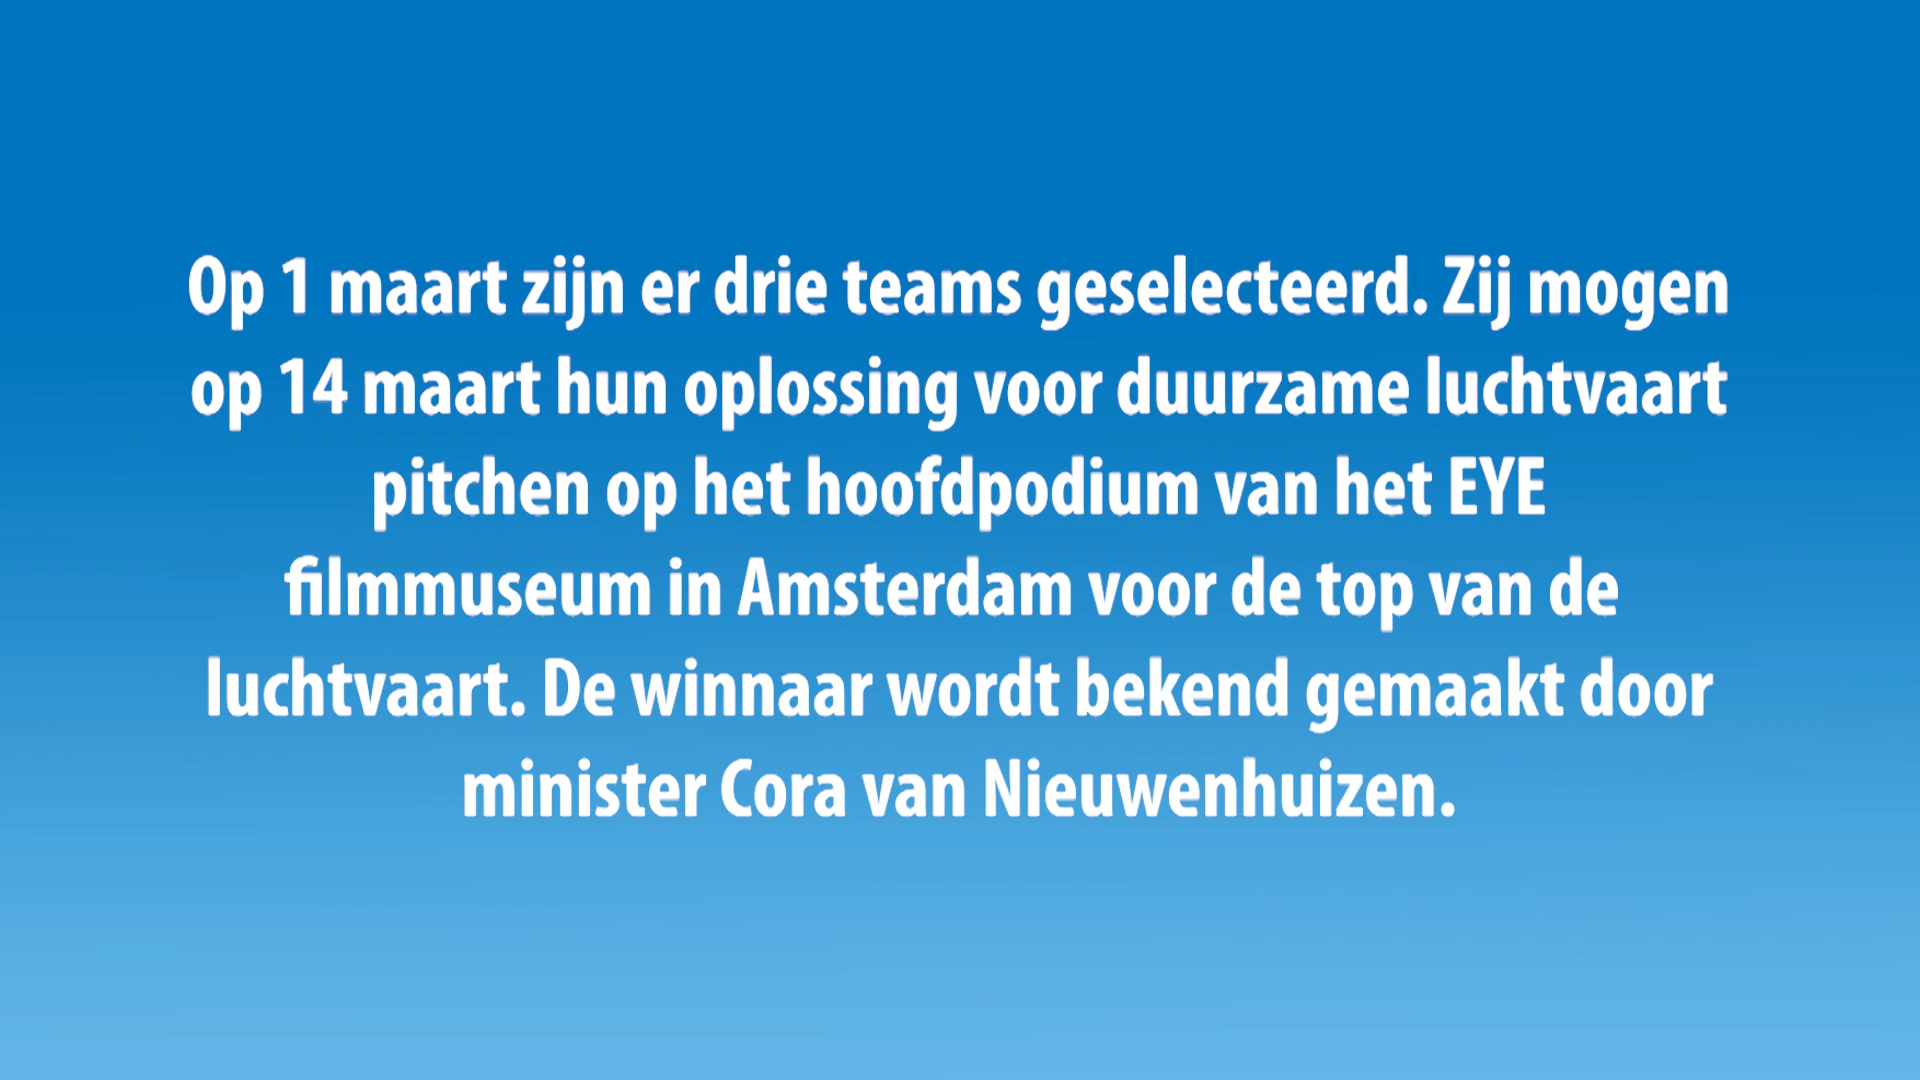 Op 1 maart zijn er drie teams geselecteerd. Zij mogen
op 14 maart hun oplossing voor duurzame luchtvaart
pitchen op het hoofdpodium van het EYE
filmmuseum in Amsterdam voor de top van de
luchtvaart. De winnaar wordt bekend gemaakt door
minister Cora van Nieuwenhuizen.